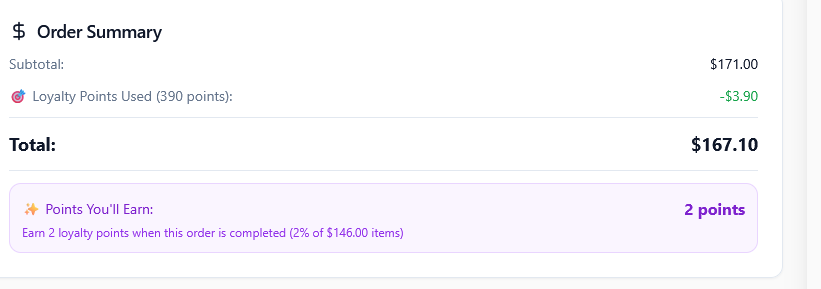 Order Summary
Subtotal: $171.00
Loyalty Points Used (390 points): -$3.90
Total: $167.10
Points You'll Earn: 2 points
Earn 2 loyalty points when this order is completed (2% of $146.00 items)